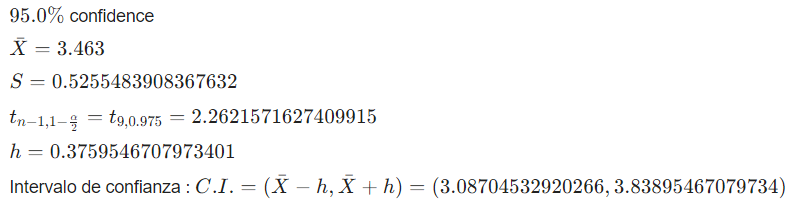 95.0% confidence
X̄ = 3.463
S = 0.5255483908367632
t_{n−1,1−α/2} = t_{9,0.975} = 2.2621571627409915
h = 0.3759546707973401
Intervalo de confianza : C.I. = (X̄ − h, X̄ + h) = (3.08704532920266, 3.83895467079734)